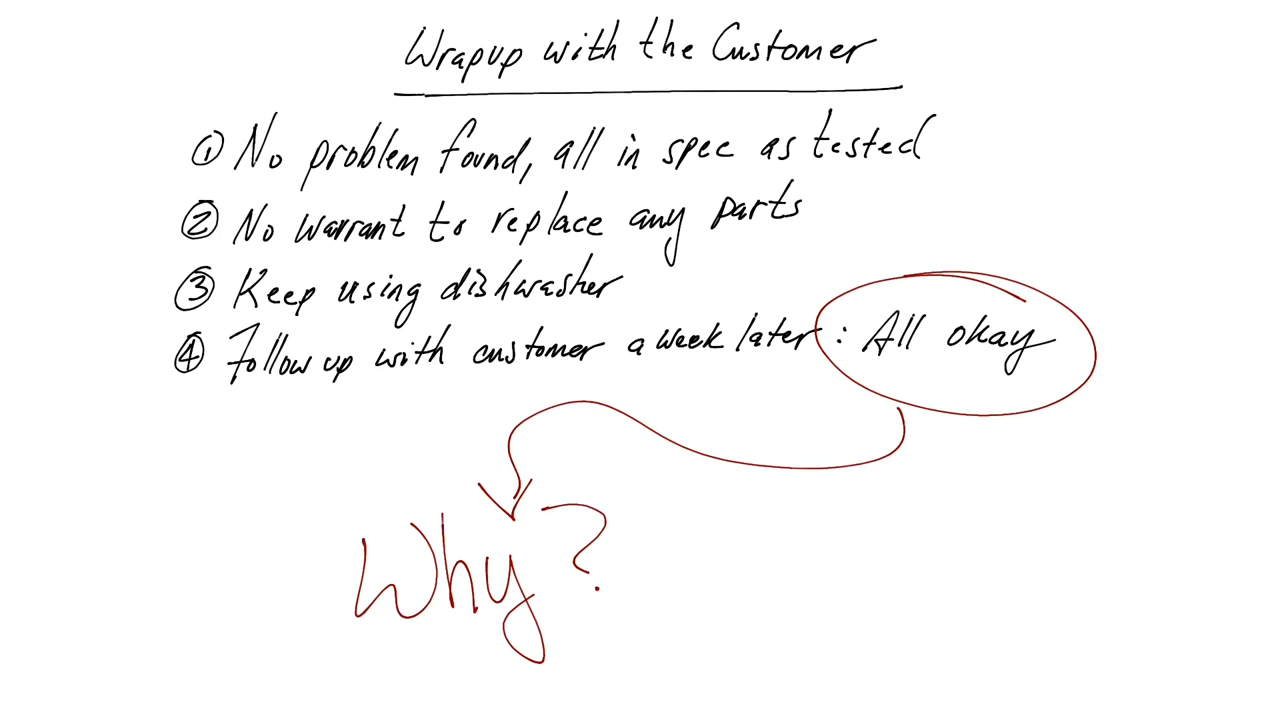 Wrapup with the Customer
① No problem found, all in spec as tested
② No warrant to replace any parts
③ Keep using dishwasher
④ Follow up with customer a week later: All okay
Why?